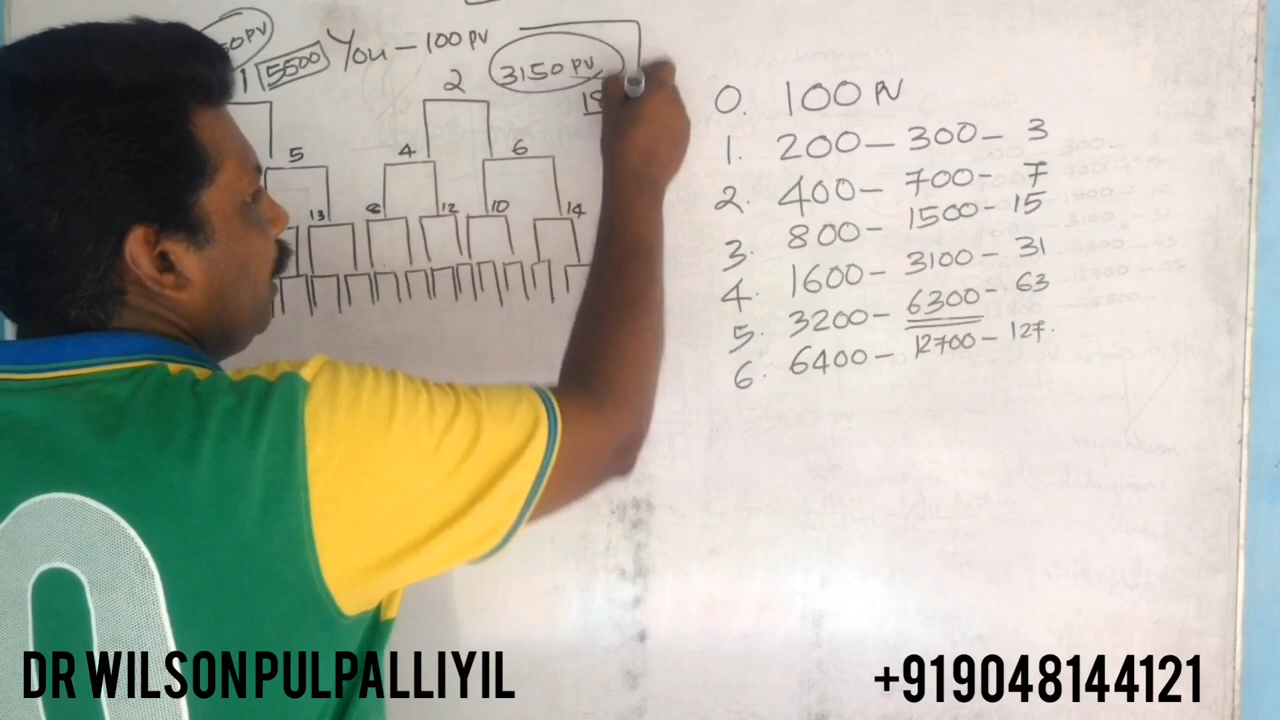 You – 100 PV
1 5500
2 3150 PV
5 4 6
13 8 12 10 14
0. 100 PV
1. 200 – 300 – 3
2. 400 – 700 – 7
3. 800 – 1500 – 15
4. 1600 – 3100 – 31
5. 3200 – 6300 – 63
6. 6400 – 12700 – 127.
DR WILSON PULPALLIYIL
+919048144121